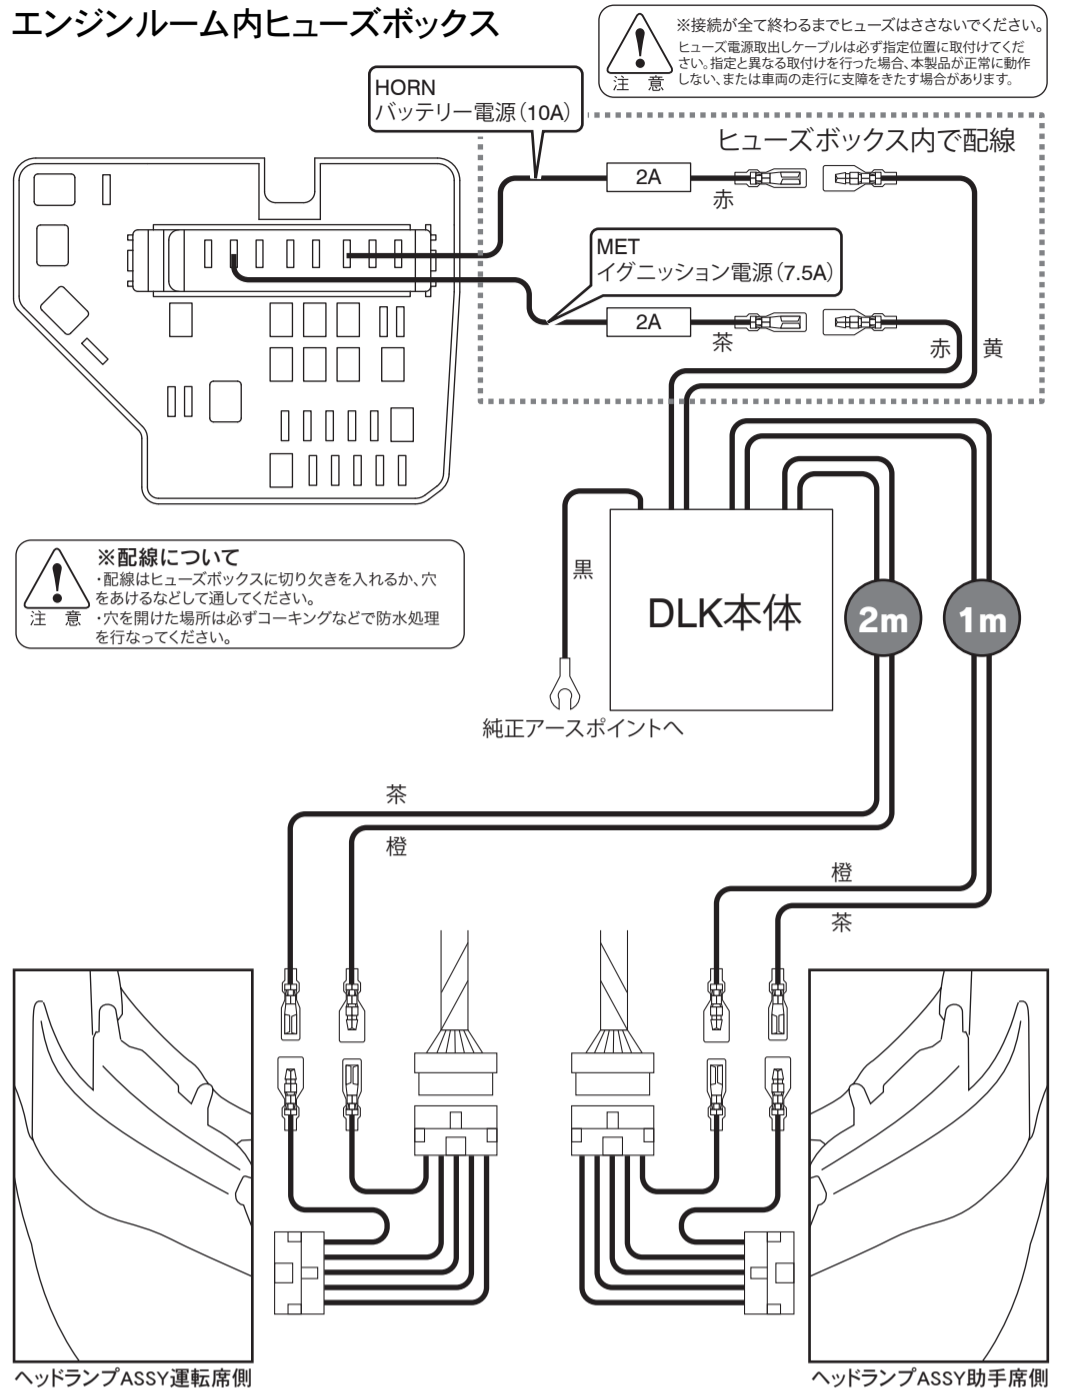 エンジンルーム内ヒューズボックス
注 意
※接続が全て終わるまでヒューズはささないでください。
ヒューズ電源取出しケーブルは必ず指定位置に取付けてくだ
さい。指定と異なる取付けを行った場合、本製品が正常に動作
しない、または車両の走行に支障をきたす場合があります。
HORN
バッテリー電源(10A)
ヒューズボックス内で配線
2A
赤
MET
イグニッション電源(7.5A)
2A
茶
赤
黄
注 意
※配線について
・配線はヒューズボックスに切り欠きを入れるか、穴
をあけるなどして通してください。
・穴を開けた場所は必ずコーキングなどで防水処理
を行なってください。
黒
DLK本体
2m
1m
純正アースポイントへ
茶
橙
橙
茶
ヘッドランプASSY運転席側
ヘッドランプASSY助手席側